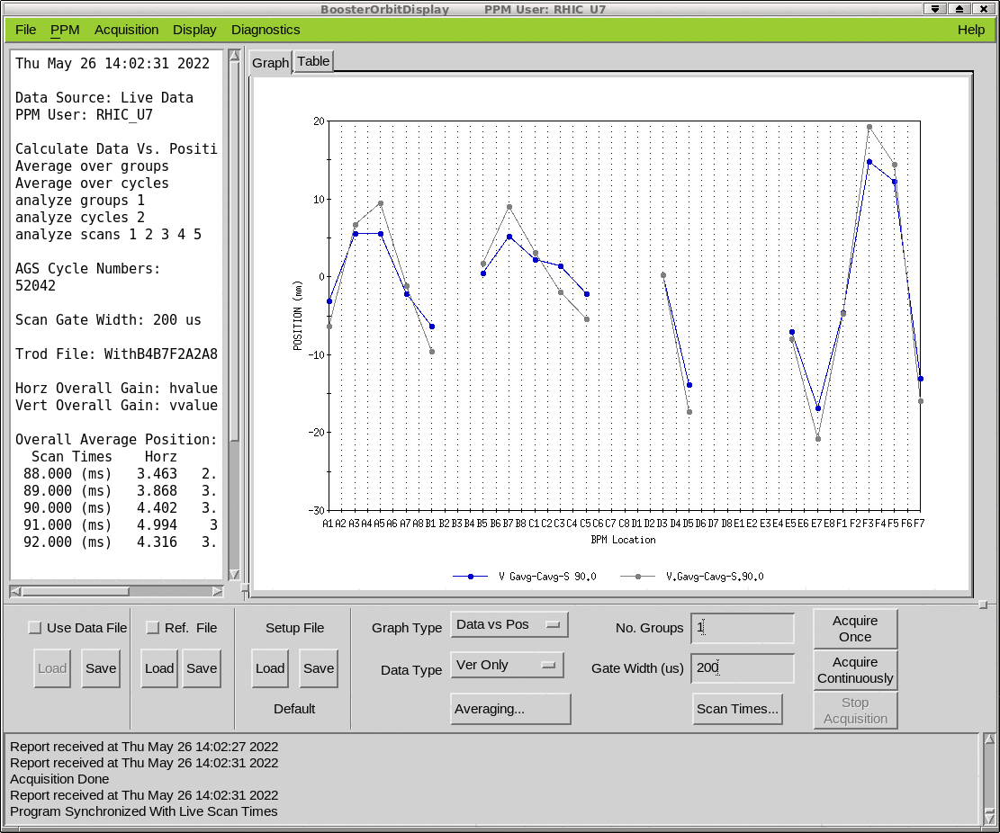 BoosterOrbitDisplay PPM User: RHIC_U7
File PPM Acquisition Display Diagnostics Help
Thu May 26 14:02:31 2022
Data Source: Live Data
PPM User: RHIC_U7
Calculate Data Vs. Positi
Average over groups
Average over cycles
analyze groups 1
analyze cycles 2
analyze scans 1 2 3 4 5
AGS Cycle Numbers:
52042
Scan Gate Width: 200 us
Trod File: WithB4B7F2A2A8
Horz Overall Gain: hvalue
Vert Overall Gain: vvalue
Overall Average Position:
Scan Times Horz
88.000 (ms) 3.463 2.
89.000 (ms) 3.868 3.
90.000 (ms) 4.402 3.
91.000 (ms) 4.994 3
92.000 (ms) 4.316 3.
Graph Table
20
10
0
-10
-20
-30
POSITION (mm)
A1 A2 A3 A4 A5 A6 A7 A8 B1 B2 B3 B4 B5 B6 B7 B8 C1 C2 C3 C4 C5 C6 C7 C8 D1 D2 D3 D4 D5 D6 D7 D8 E1 E2 E3 E4 E5 E6 E7 E8 F1 F2 F3 F4 F5 F6 F7
BPM Location
V Gavg-Cavg-S 90.0 V.Gavg-Cavg-S.90.0
Use Data File
Load Save
Ref. File
Load Save
Setup File
Load Save
Default
Graph Type Data vs Pos
Data Type Ver Only
Averaging...
No. Groups 1
Gate Width (us) 200
Scan Times...
Acquire
Once
Acquire
Continuously
Stop
Acquisition
Report received at Thu May 26 14:02:27 2022
Report received at Thu May 26 14:02:31 2022
Acquisition Done
Report received at Thu May 26 14:02:31 2022
Program Synchronized With Live Scan Times